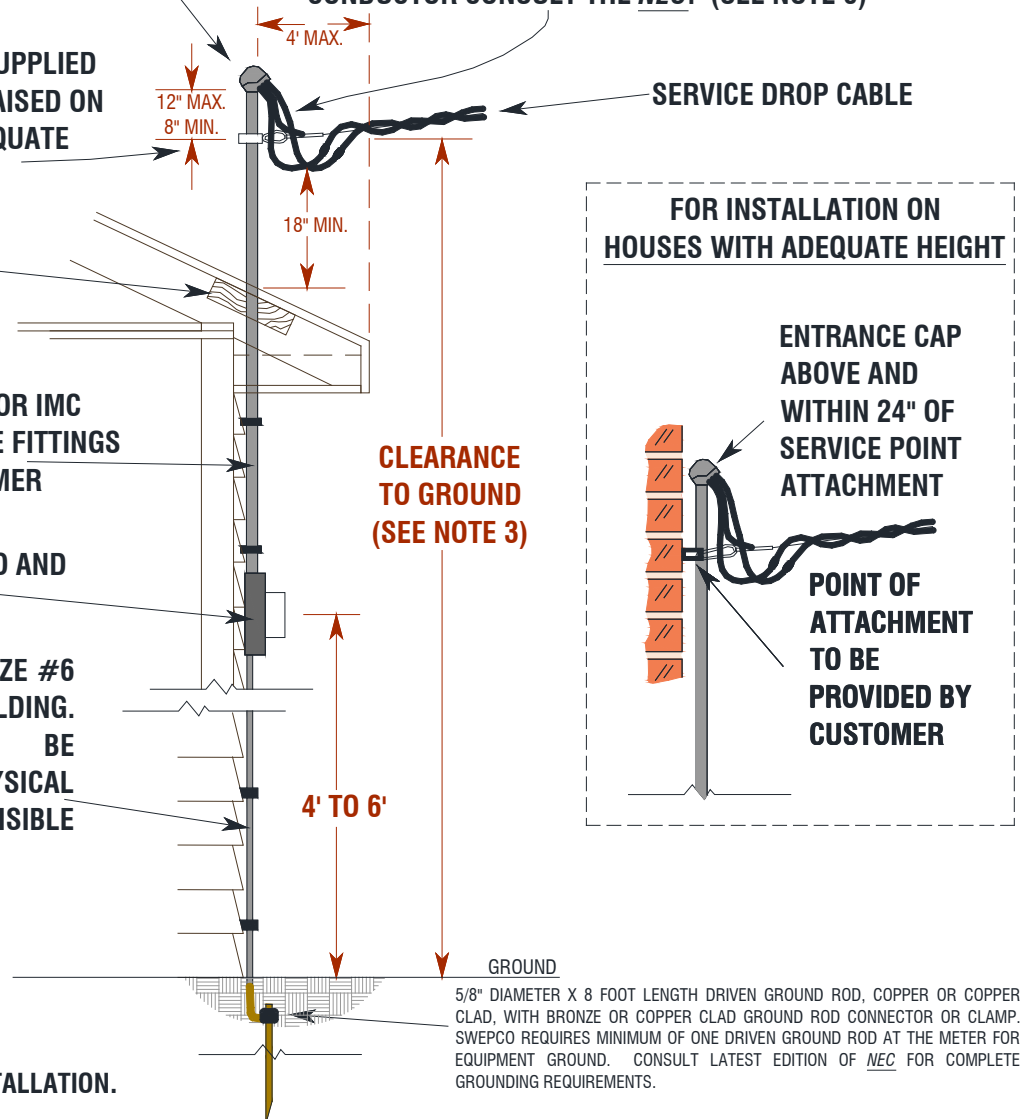 4' MAX.
UPPLIED
AISED ON
QUATE
12" MAX.
8" MIN.
SERVICE DROP CABLE
18" MIN.
FOR INSTALLATION ON
HOUSES WITH ADEQUATE HEIGHT
ENTRANCE CAP
ABOVE AND
WITHIN 24" OF
SERVICE POINT
ATTACHMENT
OR IMC
E FITTINGS
MER
CLEARANCE
TO GROUND
(SEE NOTE 3)
D AND
POINT OF
ATTACHMENT
TO BE
PROVIDED BY
CUSTOMER
ZE #6
LDING.
BE
YSICAL
ISIBLE
4' TO 6'
GROUND
5/8" DIAMETER X 8 FOOT LENGTH DRIVEN GROUND ROD, COPPER OR COPPER
CLAD, WITH BRONZE OR COPPER CLAD GROUND ROD CONNECTOR OR CLAMP.
SWEPCO REQUIRES MINIMUM OF ONE DRIVEN GROUND ROD AT THE METER FOR
EQUIPMENT GROUND. CONSULT LATEST EDITION OF NEC FOR COMPLETE
GROUNDING REQUIREMENTS.
TALLATION.